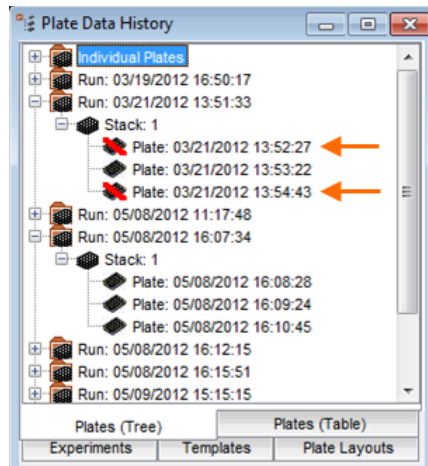 Plate Data History
Individual Plates
Run: 03/19/2012 16:50:17
Run: 03/21/2012 13:51:33
Stack: 1
Plate: 03/21/2012 13:52:27
Plate: 03/21/2012 13:53:22
Plate: 03/21/2012 13:54:43
Run: 05/08/2012 11:17:48
Run: 05/08/2012 16:07:34
Stack: 1
Plate: 05/08/2012 16:08:28
Plate: 05/08/2012 16:09:24
Plate: 05/08/2012 16:10:45
Run: 05/08/2012 16:12:15
Run: 05/08/2012 16:15:51
Run: 05/09/2012 15:15:15
Plates (Tree) Plates (Table)
Experiments Templates Plate Layouts